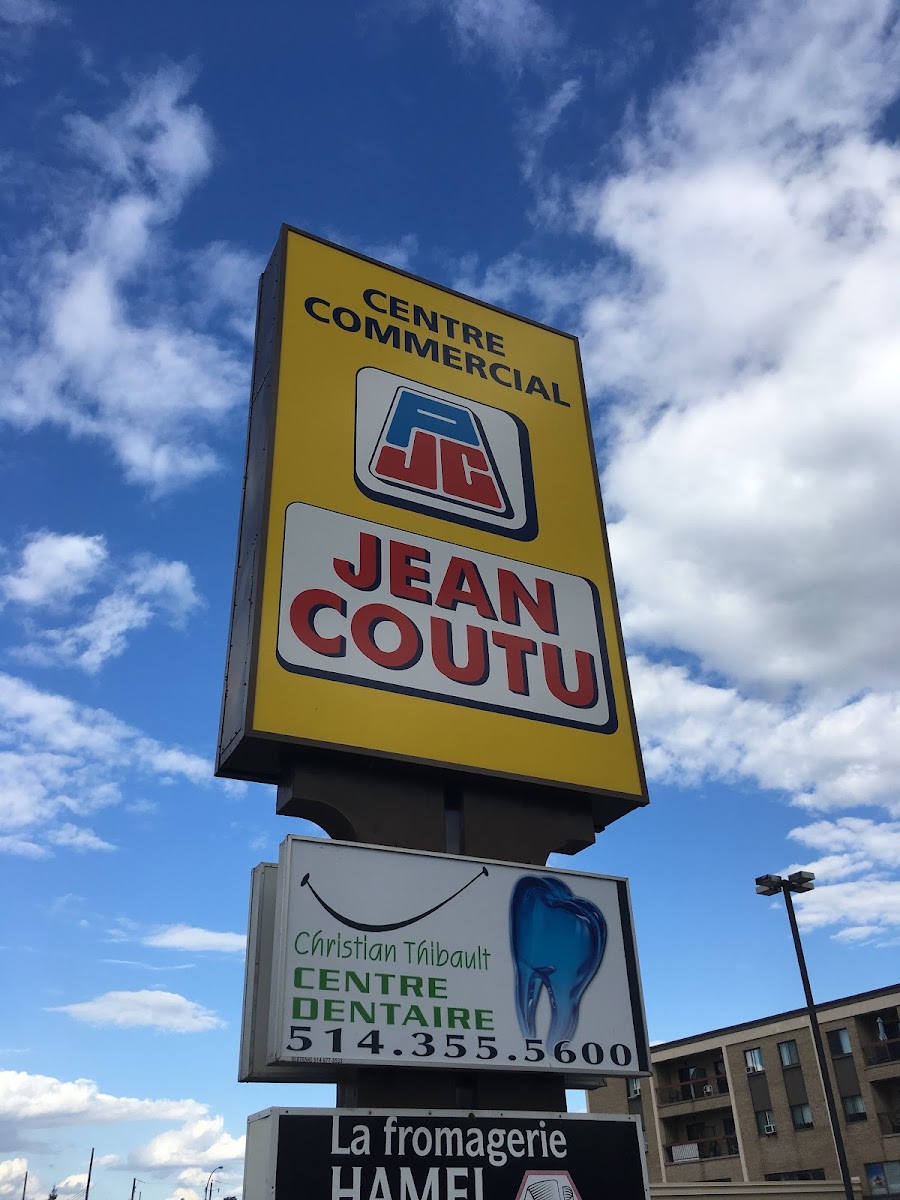 CENTRE
COMMERCIAL
PJC
JEAN
COUTU
Christian Thibault
CENTRE
DENTAIRE
514.355.5600
La fromagerie
HAMEL